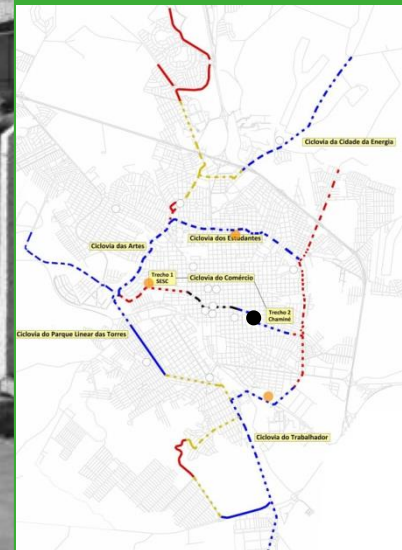 Ciclovia da Cidade da Energia
Ciclovia dos Estudantes
Ciclovia das Artes
Trecho 1
SESC
Ciclovia do Comércio
Trecho 2
Chaminé
Ciclovia do Parque Linear das Torres
Ciclovia do Trabalhador